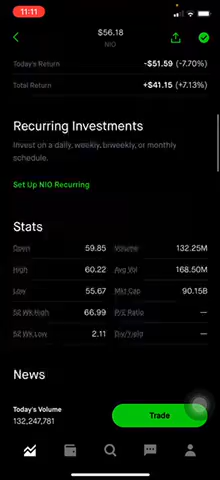 11:11
$56.18
NIO
Today's Return -$51.59 (-7.70%)
Total Return +$41.15 (+7.13%)
Recurring Investments
Invest on a daily, weekly, biweekly, or monthly
schedule.
Set Up NIO Recurring
Stats
Open 59.85 Volume 132.25M
High 60.22 Avg Vol 168.50M
Low 55.67 Mkt Cap 90.15B
52 Wk High 66.99 P/E Ratio —
52 Wk Low 2.11 Div/Yield —
News
Today's Volume
132,247,781
Trade